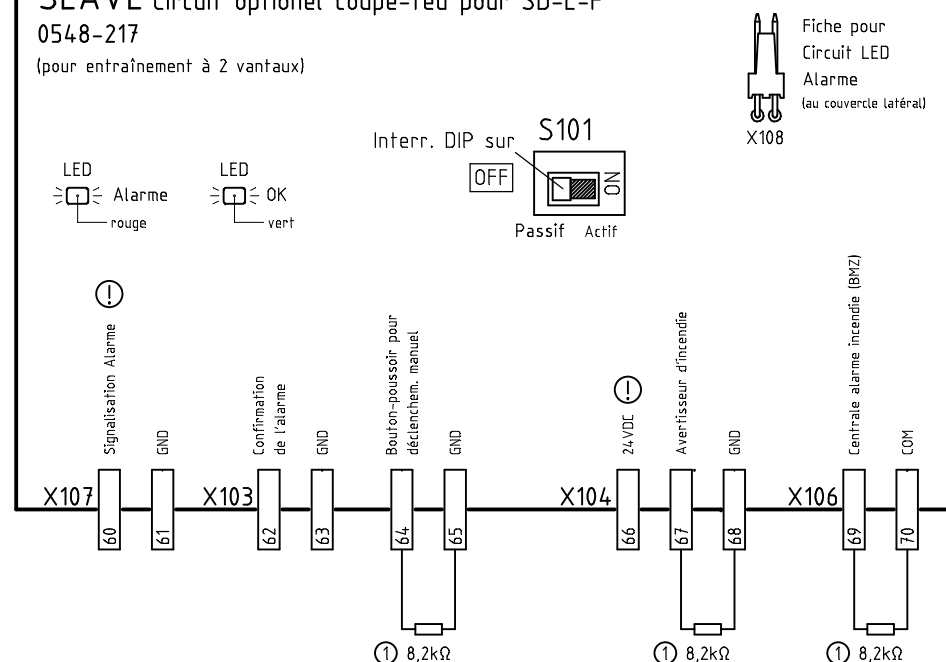 SLAVE Circuit optionel coupe-feu pour SD-E-F
0548-217
(pour entraînement à 2 vantaux)
Fiche pour
Circuit LED
Alarme
(au couvercle latéral)
X108
Interr. DIP sur
S101
OFF
ON
Passif Actif
LED
Alarme
rouge
LED
OK
vert
!
Signalisation Alarme
GND
Confirmation
de l'alarme
GND
Bouton-poussoir pour
déclenchem. manuel
GND
!
24VDC
Avertisseur d'incendie
GND
Centrale alarme incendie (BMZ)
COM
X107
60
61
X103
62
63
64
65
X104
66
67
68
X106
69
70
1 8,2kΩ
1 8,2kΩ
1 8,2kΩ